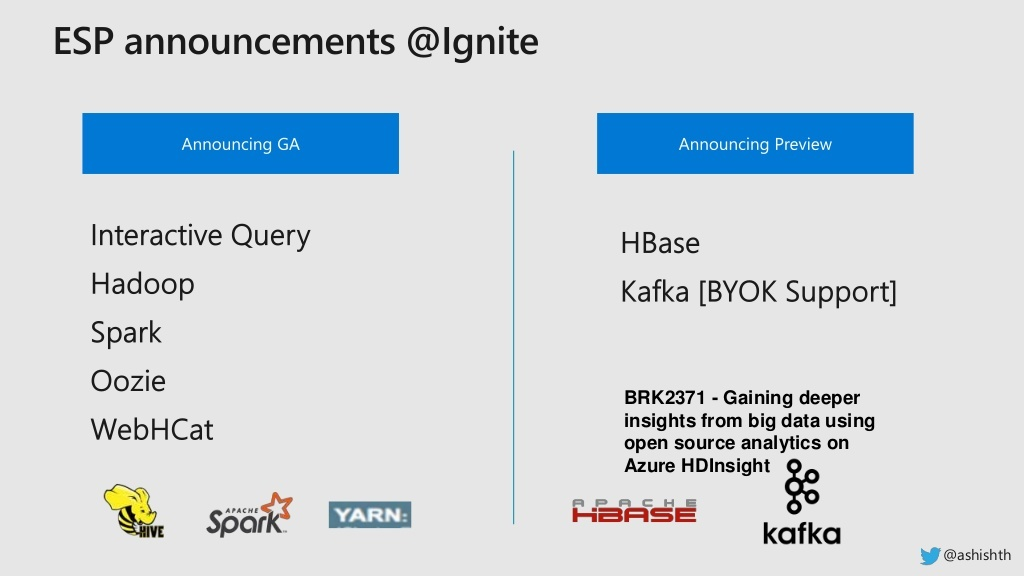 ESP announcements @Ignite
Announcing GA
Interactive Query
Hadoop
Spark
Oozie
WebHCat
HIVE
APACHE
Spark
YARN:
Announcing Preview
HBase
Kafka [BYOK Support]
BRK2371 - Gaining deeper
insights from big data using
open source analytics on
Azure HDInsight
APACHE
HBASE
kafka
@ashishth